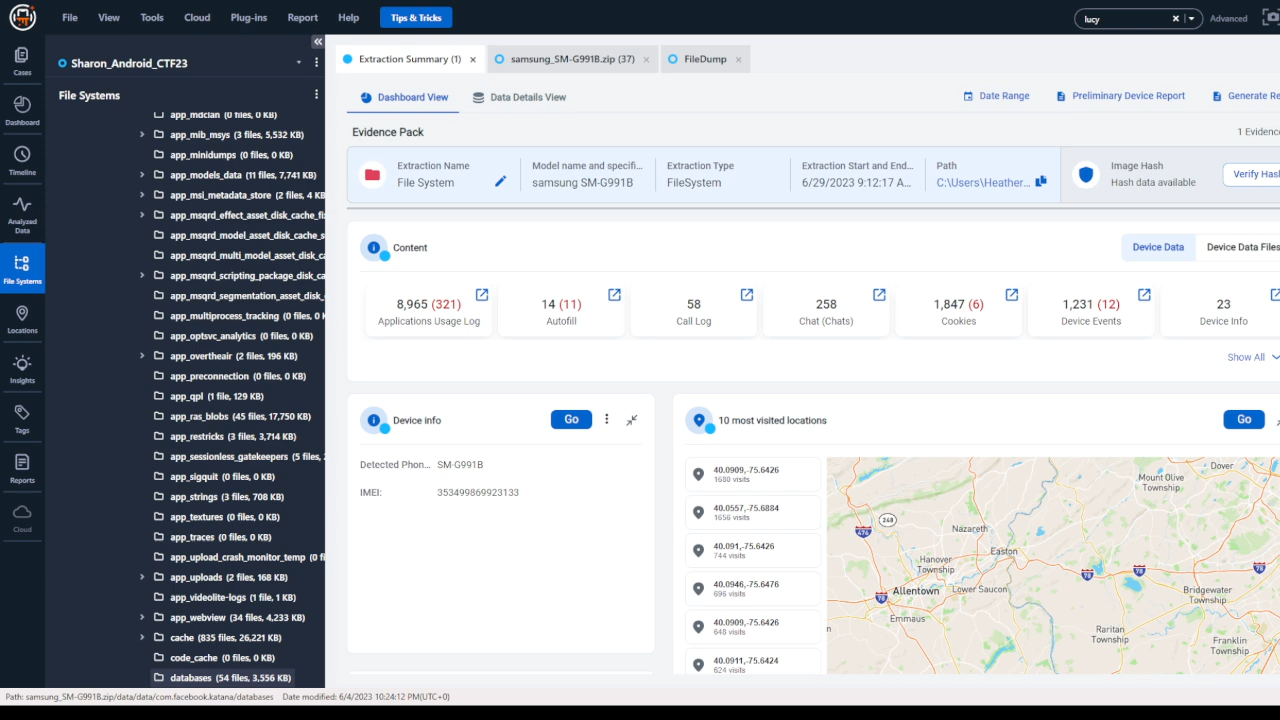 File View Tools Cloud Plug-ins Report Help Tips & Tricks lucy Advanced
Cases
Dashboard
Timeline
Analyzed
Data
File Systems
Locations
Insights
Tags
Reports
Cloud
Sharon_Android_CTF23
File Systems
app_mdclan (0 files, 0 KB)
app_mib_msys (3 files, 5,532 KB)
app_minidumps (0 files, 0 KB)
app_models_data (11 files, 7,741 KB)
app_msi_metadata_store (2 files, 4 KB
app_msqrd_effect_asset_disk_cache_fi
app_msqrd_model_asset_disk_cache_s
app_msqrd_multi_model_asset_disk_c
app_msqrd_scripting_package_disk_ca
app_msqrd_segmentation_asset_disk_
app_multiprocess_tracking (0 files, 0
app_optsvc_analytics (0 files, 0 KB)
app_overtheair (2 files, 196 KB)
app_preconnection (0 files, 0 KB)
app_qpl (1 file, 129 KB)
app_ras_blobs (45 files, 17,750 KB)
app_restricks (3 files, 3,714 KB)
app_sessionless_gatekeepers (5 files, 
app_sigquit (0 files, 0 KB)
app_strings (3 files, 708 KB)
app_textures (0 files, 0 KB)
app_traces (0 files, 0 KB)
app_upload_crash_monitor_temp (0 fi
app_uploads (2 files, 168 KB)
app_videolite-logs (1 file, 1 KB)
app_webview (34 files, 4,233 KB)
cache (835 files, 26,221 KB)
code_cache (0 files, 0 KB)
databases (54 files, 3,556 KB)
Extraction Summary (1) samsung_SM-G991B.zip (37) FileDump
Dashboard View Data Details View Date Range Preliminary Device Report Generate Re
Evidence Pack 1 Evidenc
Extraction Name Model name and specifi... Extraction Type Extraction Start and End... Path Image Hash
File System samsung SM-G991B FileSystem 6/29/2023 9:12:17 A... C:\Users\Heather... Hash data available Verify Hash
Content Device Data Device Data Files
8,965 (321) 14 (11) 58 258 1,847 (6) 1,231 (12) 23
Applications Usage Log Autofill Call Log Chat (Chats) Cookies Device Events Device Info
Show All
Device info Go
Detected Phon... SM-G991B
IMEI: 353499869923133
10 most visited locations Go
40.0909,-75.6426
1680 visits
40.0557,-75.6884
1656 visits
40.091,-75.6426
744 visits
40.0946,-75.6476
696 visits
40.0909,-75.6426
648 visits
40.0911,-75.6424
624 visits
Dover
Mount Olive
Township
248
476
Nazareth
Hanover
Township
Easton
78
78
78
Allentown
Lower Saucon
78
Bridgewater
Township
Emmaus
n
Raritan
Township
Franklin
Township
Path: samsung_SM-G991B.zip/data/data/com.facebook.katana/databases Date modified: 6/4/2023 10:24:12 PM(UTC+0)